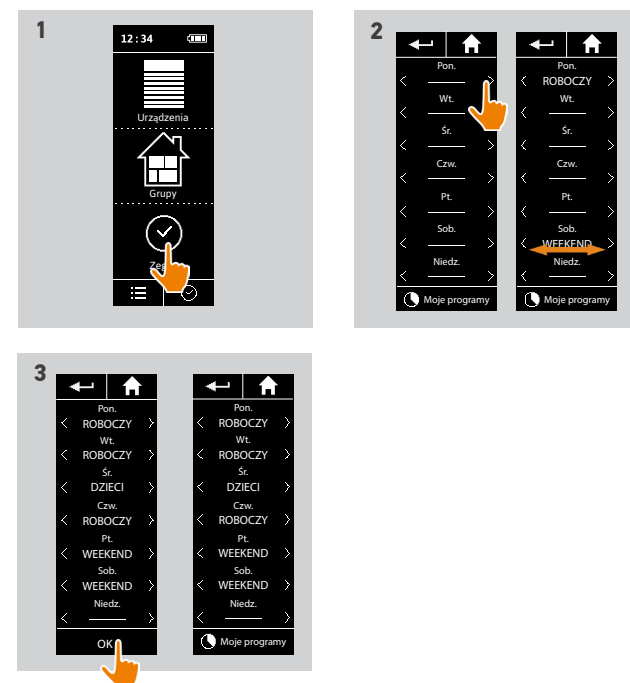 1
12:34
Urządzenia
Grupy
2
Pon.
Wt.
Śr.
Czw.
Pt.
Sob.
Niedz.
Moje programy
Pon.
ROBOCZY
Wt.
Śr.
Czw.
Pt.
Sob.
WEEKEND
Niedz.
Moje programy
3
Pon.
ROBOCZY
Wt.
ROBOCZY
Śr.
DZIECI
Czw.
ROBOCZY
Pt.
WEEKEND
Sob.
WEEKEND
Niedz.
OK
Pon.
ROBOCZY
Wt.
ROBOCZY
Śr.
DZIECI
Czw.
ROBOCZY
Pt.
WEEKEND
Sob.
WEEKEND
Niedz.
Moje programy